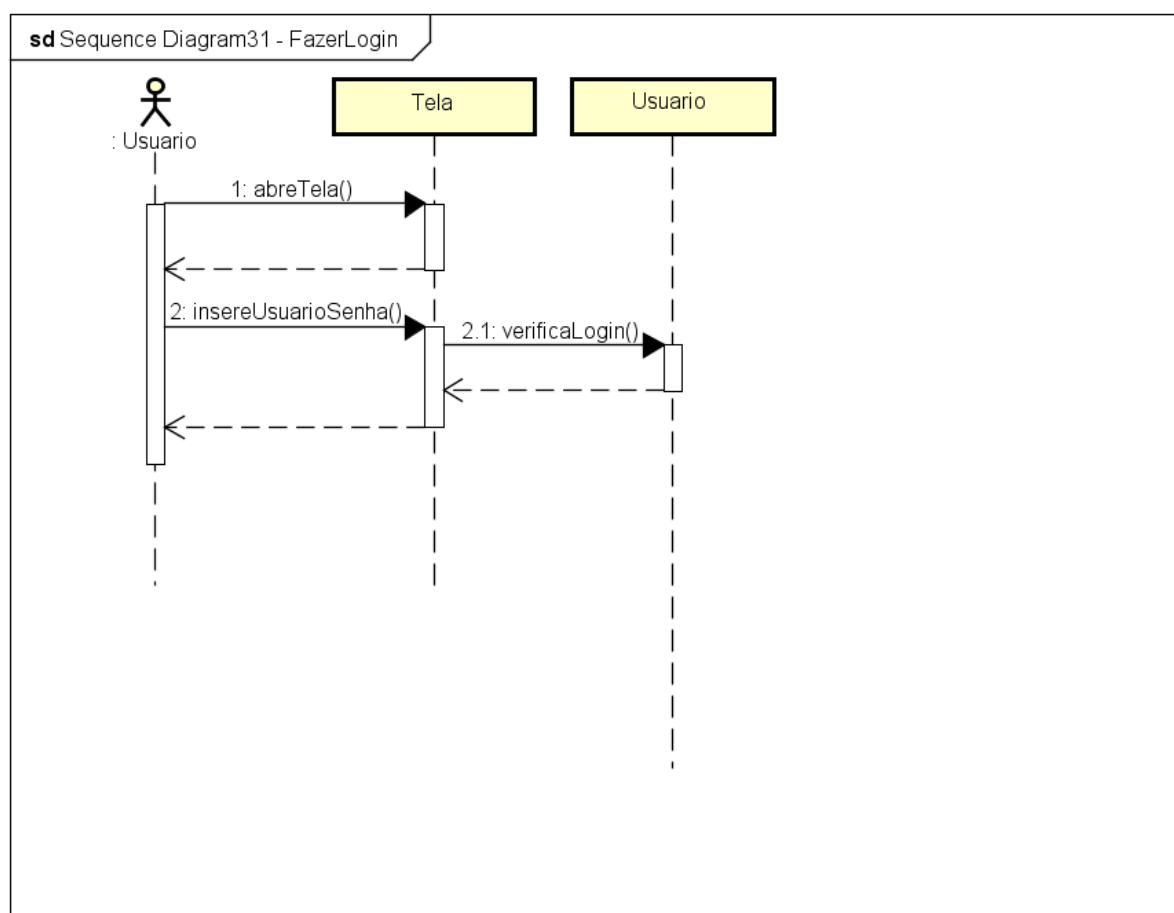 sd Sequence Diagram31 - FazerLogin
: Usuario
Tela
Usuario
1: abreTela()
2: insereUsuarioSenha()
2.1: verificaLogin()